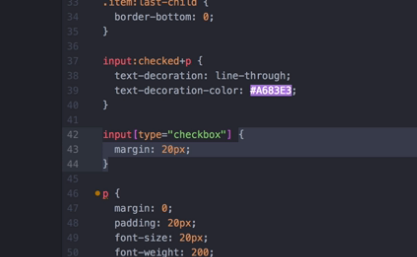 33 .item:last-child {
34 border-bottom: 0;
35 }
36
37 input:checked+p {
38 text-decoration: line-through;
39 text-decoration-color: #A683E3;
40 }
41
42 input[type="checkbox"] {
43 margin: 20px;
44 }
45
46 p {
47 margin: 0;
48 padding: 20px;
49 font-size: 20px;
50 font-weight: 200;